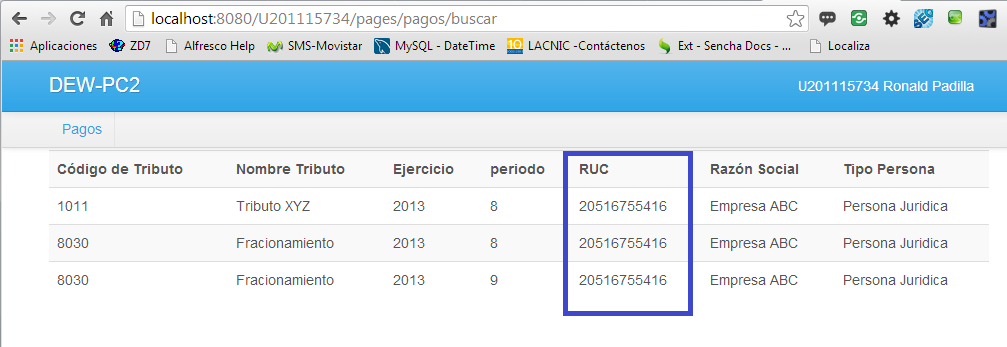 localhost:8080/U201115734/pages/pagos/buscar
Aplicaciones ZD7 Alfresco Help SMS-Movistar MySQL - DateTime LACNIC -Contáctenos Ext - Sencha Docs - ... Localiza
DEW-PC2 U201115734 Ronald Padilla
Pagos
Código de Tributo Nombre Tributo Ejercicio periodo RUC Razón Social Tipo Persona
1011 Tributo XYZ 2013 8 20516755416 Empresa ABC Persona Juridica
8030 Fracionamiento 2013 8 20516755416 Empresa ABC Persona Juridica
8030 Fracionamiento 2013 9 20516755416 Empresa ABC Persona Juridica